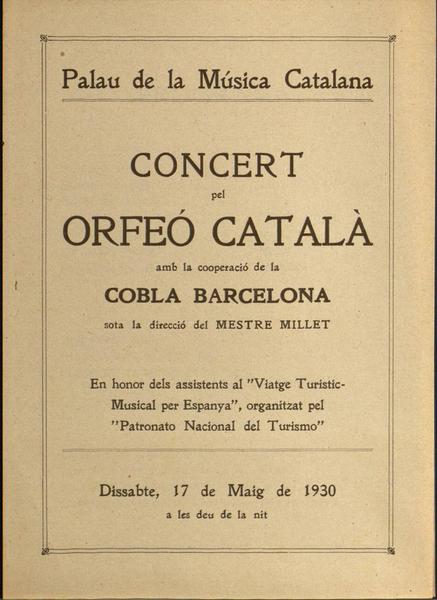 Palau de la Música Catalana
CONCERT
pel
ORFEÓ CATALÀ
amb la cooperació de la
COBLA BARCELONA
sota la direcció del MESTRE MILLET
En honor dels assistents al "Viatge Turístic-
Musical per Espanya", organitzat pel
"Patronato Nacional del Turismo"
Dissabte, 17 de Maig de 1930
a les deu de la nit